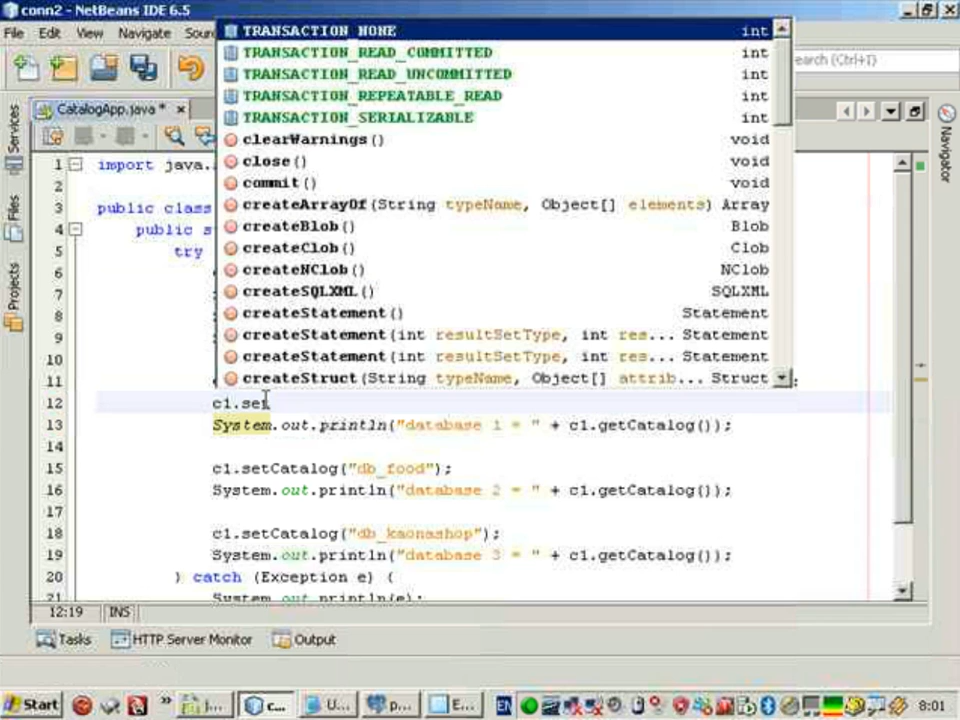 conn2 - NetBeans IDE 6.5
File Edit View Navigate
earch (Ctrl+I)
CatalogApp.java *
TRANSACTION_NONE int
TRANSACTION_READ_COMMITTED int
TRANSACTION_READ_UNCOMMITTED int
TRANSACTION_REPEATABLE_READ int
TRANSACTION_SERIALIZABLE int
clearWarnings() void
close() void
commit() void
createArrayOf(String typeName, Object[] elements) Array
createBlob() Blob
createClob() Clob
createNClob() NClob
createSQLXML() SQLXML
createStatement() Statement
createStatement(int resultSetType, int res... Statement
createStatement(int resultSetType, int res... Statement
createStruct(String typeName, Object[] attrib... Struct
Services
Files
Projects
Navigator
1 import java.
2
3 public class
4 public s
5 try
6
7
8
9
10
11
12 c1.set
13 System.out.println("database 1 = " + c1.getCatalog());
14
15 c1.setCatalog("db_food");
16 System.out.println("database 2 = " + c1.getCatalog());
17
18 c1.setCatalog("db_kaonashop");
19 System.out.println("database 3 = " + c1.getCatalog());
20 } catch (Exception e) {
21 System.out.println(e);
12:19 INS
Tasks HTTP Server Monitor Output
Start » J... c... U... p... E... EN 8:01